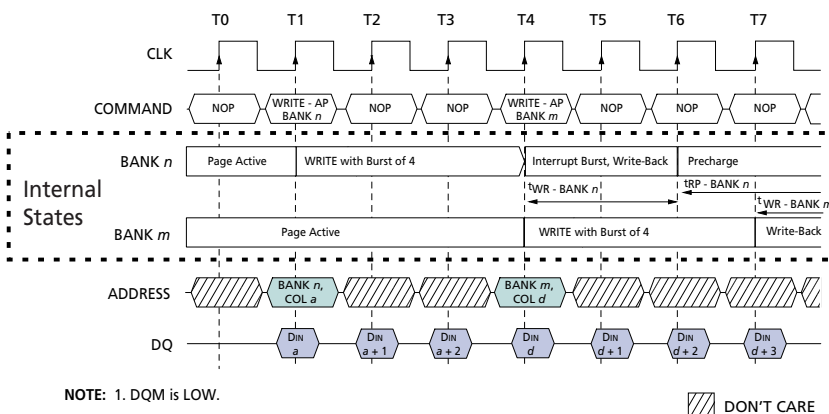 T0 T1 T2 T3 T4 T5 T6 T7
CLK
COMMAND NOP WRITE - AP BANK n NOP NOP WRITE - AP BANK m NOP NOP NOP
Internal States
BANK n Page Active WRITE with Burst of 4 Interrupt Burst, Write-Back Precharge
tWR - BANK n tRP - BANK n
tWR - BANK m
BANK m Page Active WRITE with Burst of 4 Write-Back
ADDRESS BANK n, COL a BANK m, COL d
DQ DIN a DIN a + 1 DIN a + 2 DIN d DIN d + 1 DIN d + 2 DIN d + 3
NOTE: 1. DQM is LOW.
DON'T CARE